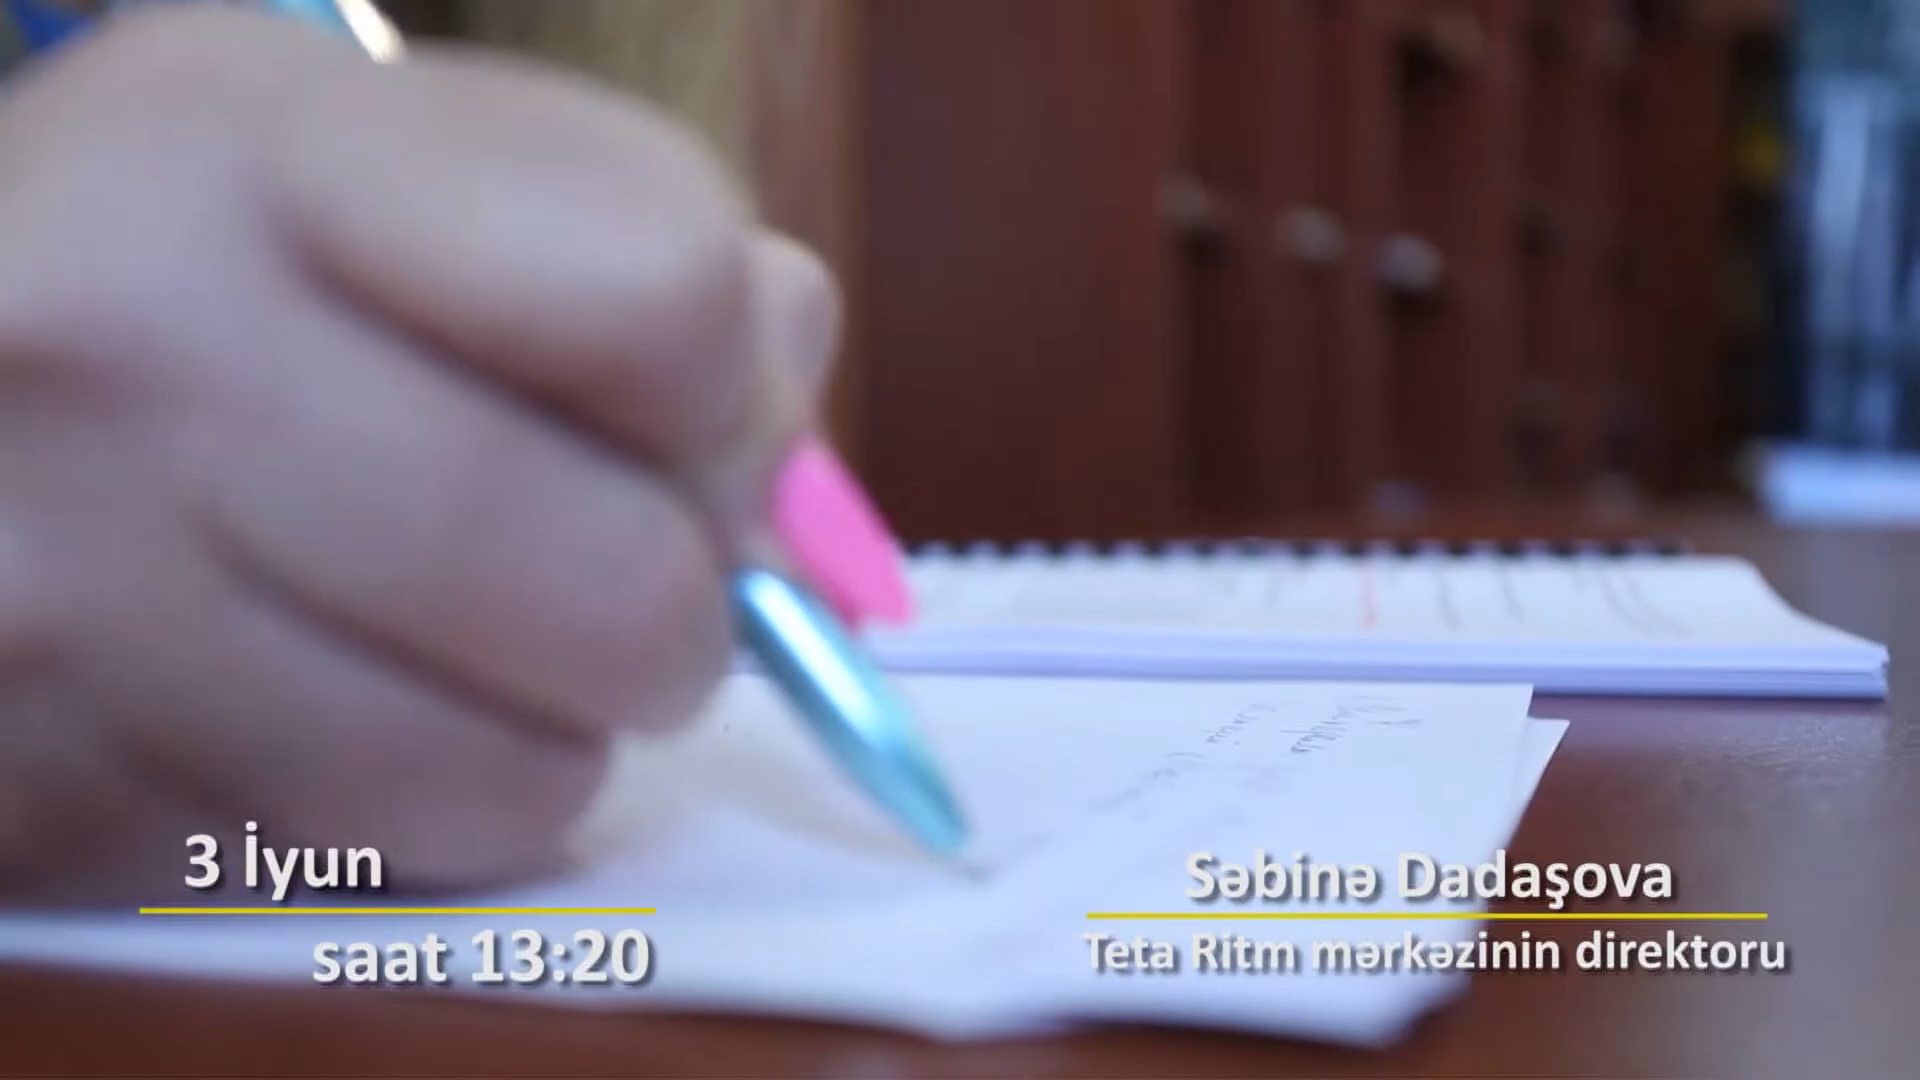 3 İyun
saat 13:20
Səbinə Dadaşova
Teta Ritm mərkəzinin direktoru